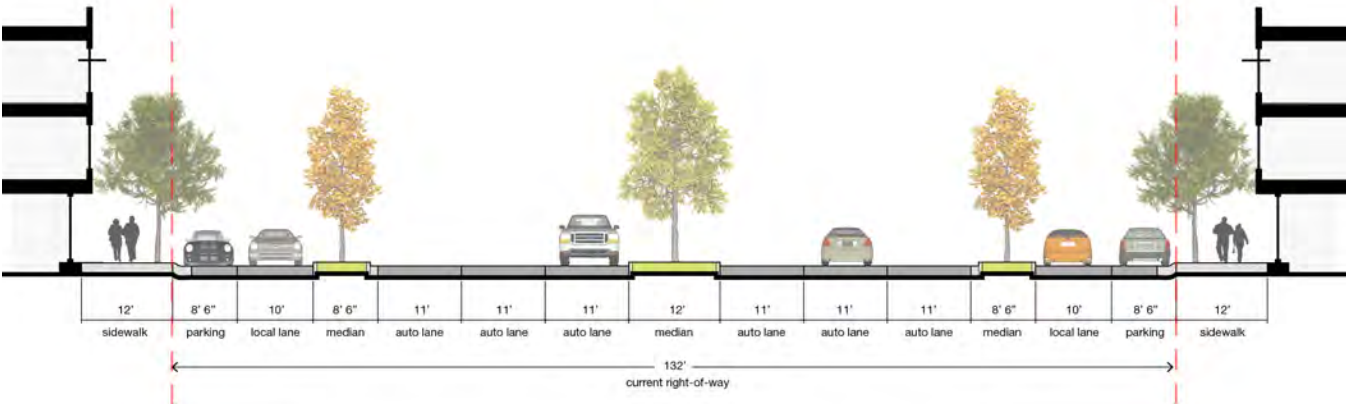 12' 8' 6" 10' 8' 6" 11' 11' 11' 12' 11' 11' 11' 8' 6" 10' 8' 6" 12'
sidewalk parking local lane median auto lane auto lane auto lane median auto lane auto lane auto lane median local lane parking sidewalk
132'
current right-of-way